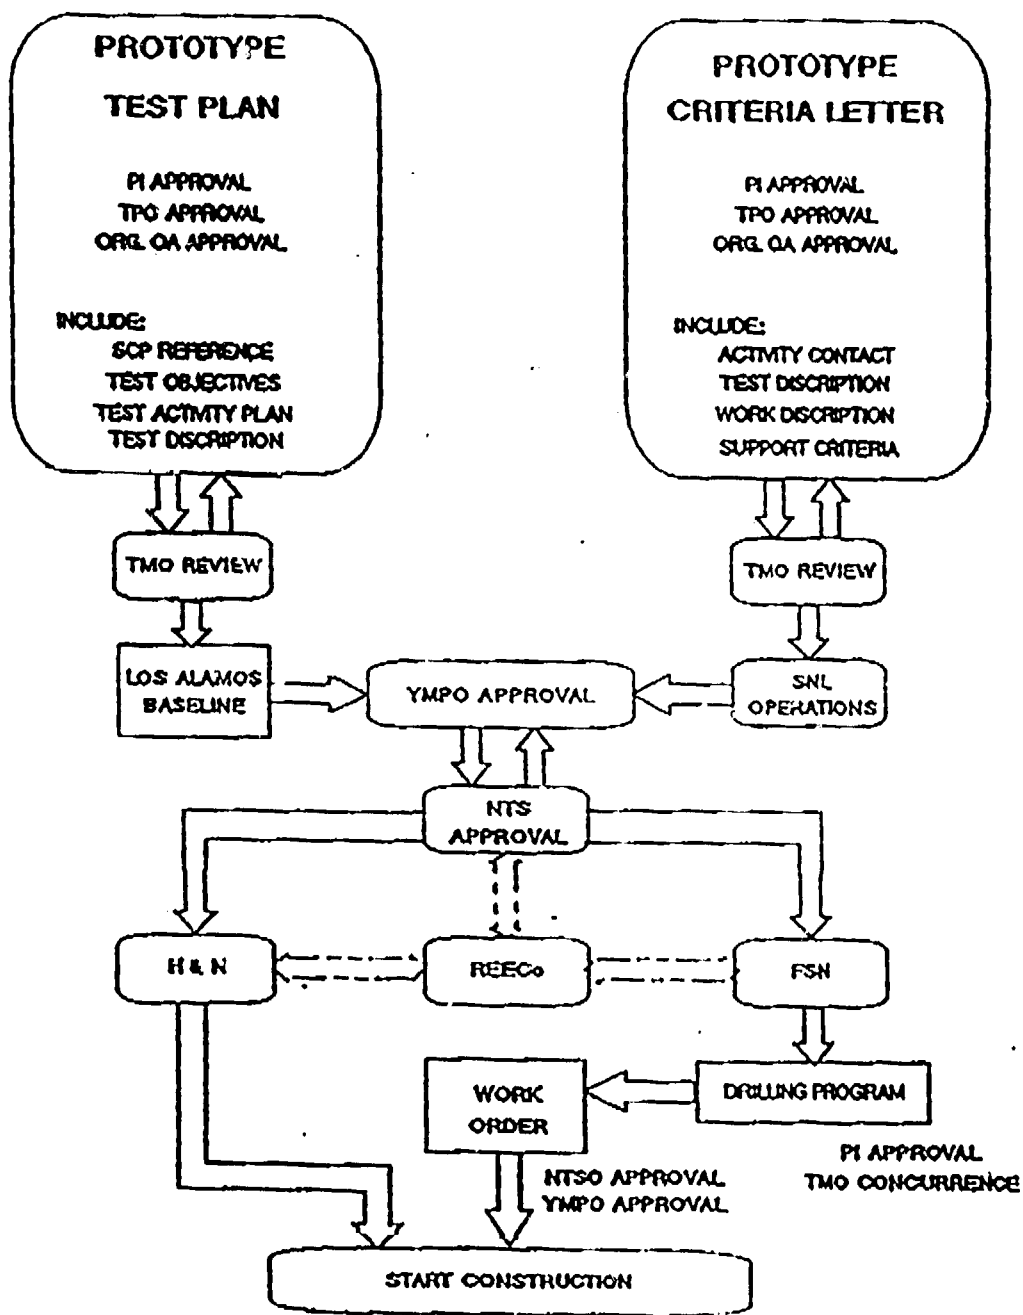 PROTOTYPE
TEST PLAN
PI APPROVAL
TPO APPROVAL
ORG. QA APPROVAL
INCLUDE:
SCP REFERENCE
TEST OBJECTIVES
TEST ACTIVITY PLAN
TEST DISCRIPTION
PROTOTYPE
CRITERIA LETTER
PI APPROVAL
TPO APPROVAL
ORG. QA APPROVAL
INCLUDE:
ACTIVITY CONTACT
TEST DISCRIPTION
WORK DISCRIPTION
SUPPORT CRITERIA
TMO REVIEW
TMO REVIEW
LOS ALAMOS
BASELINE
YMPO APPROVAL
SNL
OPERATIONS
NTS
APPROVAL
H & N
REECo
FSN
WORK
ORDER
DRILLING PROGRAM
PI APPROVAL
TMO CONCURRENCE
NTSO APPROVAL
YMPO APPROVAL
START CONSTRUCTION